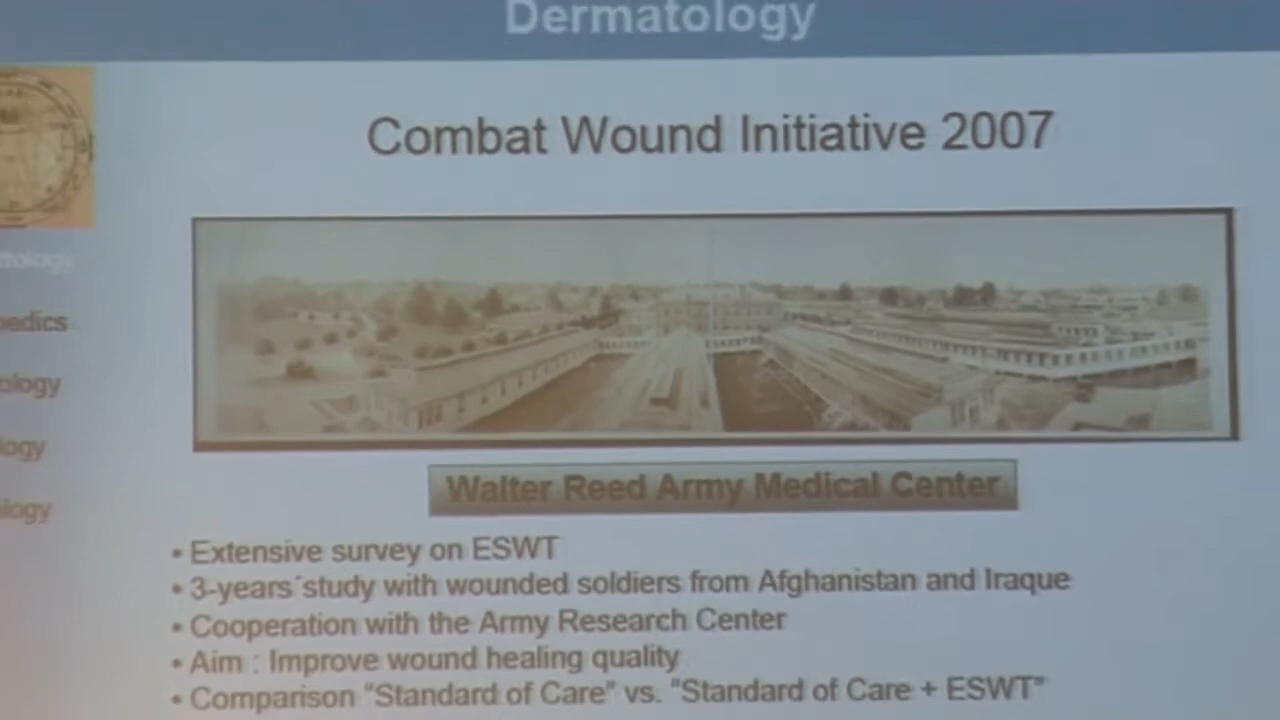 Dermatology
Combat Wound Initiative 2007
Walter Reed Army Medical Center
• Extensive survey on ESWT
• 3-years´study with wounded soldiers from Afghanistan and Iraque
• Cooperation with the Army Research Center
• Aim : Improve wound healing quality
• Comparison "Standard of Care" vs. "Standard of Care + ESWT"